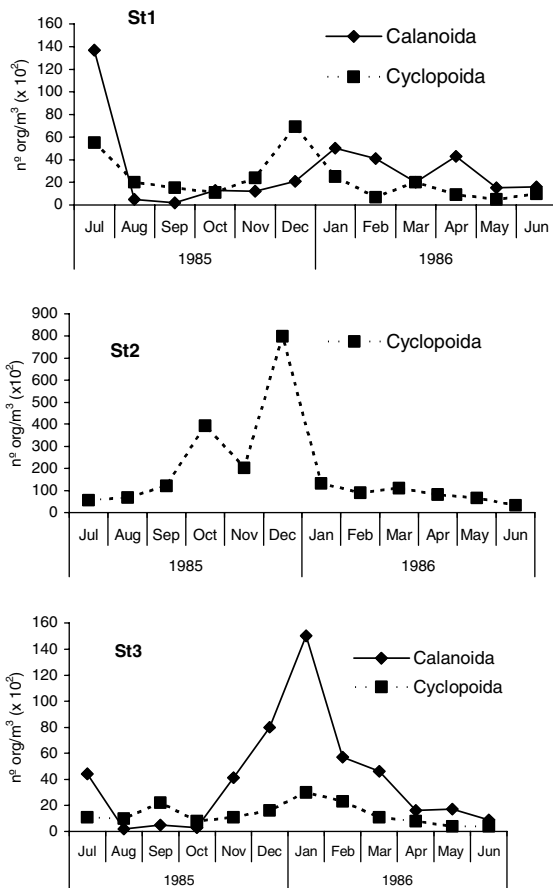 St1
Calanoida
Cyclopoida
nº org/m³ (x 10²)
160
140
120
100
80
60
40
20
0
Jul Aug Sep Oct Nov Dec Jan Feb Mar Apr May Jun
1985 1986
St2
Cyclopoida
nº org/m³ (x10²)
900
800
700
600
500
400
300
200
100
0
Jul Aug Sep Oct Nov Dec Jan Feb Mar Apr May Jun
1985 1986
St3
Calanoida
Cyclopoida
nº org/m³ (x 10²)
160
140
120
100
80
60
40
20
0
Jul Aug Sep Oct Nov Dec Jan Feb Mar Apr May Jun
1985 1986